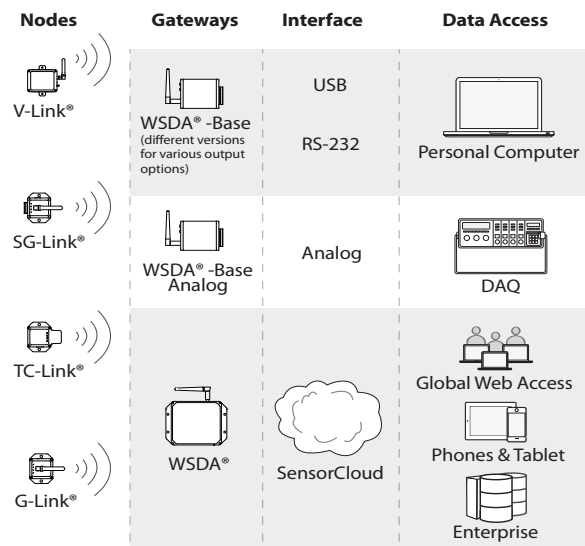 Nodes
Gateways
Interface
Data Access
V-Link®
WSDA® -Base
(different versions
for various output
options)
USB
RS-232
Personal Computer
SG-Link®
WSDA® -Base
Analog
Analog
DAQ
TC-Link®
G-Link®
WSDA®
SensorCloud
Global Web Access
Phones & Tablet
Enterprise